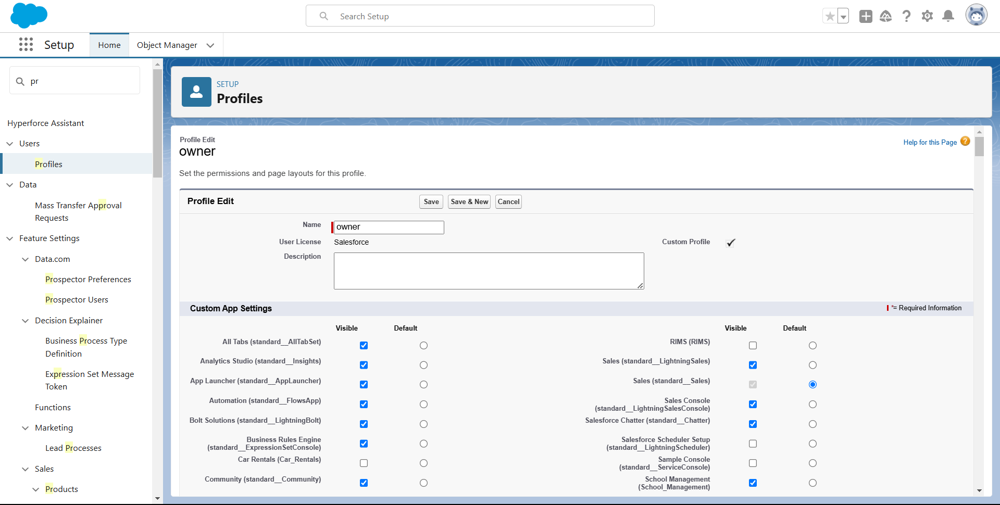 Search Setup
Setup
Home
Object Manager
pr
Hyperforce Assistant
Users
Profiles
Data
Mass Transfer Approval
Requests
Feature Settings
Data.com
Prospector Preferences
Prospector Users
Decision Explainer
Business Process Type
Definition
Expression Set Message
Token
Functions
Marketing
Lead Processes
Sales
Products
SETUP
Profiles
Profile Edit
owner
Help for this Page ?
Set the permissions and page layouts for this profile.
Profile Edit
Save
Save & New
Cancel
Name
owner
User License
Salesforce
Custom Profile
Description
Custom App Settings
*= Required Information
Visible Default Visible Default
All Tabs (standard__AllTabSet)
RIMS (RIMS)
Analytics Studio (standard__Insights)
Sales (standard__LightningSales)
App Launcher (standard__AppLauncher)
Sales (standard__Sales)
Automation (standard__FlowsApp)
Sales Console
(standard__LightningSalesConsole)
Bolt Solutions (standard__LightningBolt)
Salesforce Chatter (standard__Chatter)
Business Rules Engine
(standard__ExpressionSetConsole)
Salesforce Scheduler Setup
(standard__LightningScheduler)
Car Rentals (Car_Rentals)
Sample Console
(standard__ServiceConsole)
Community (standard__Community)
School Management
(School_Management)